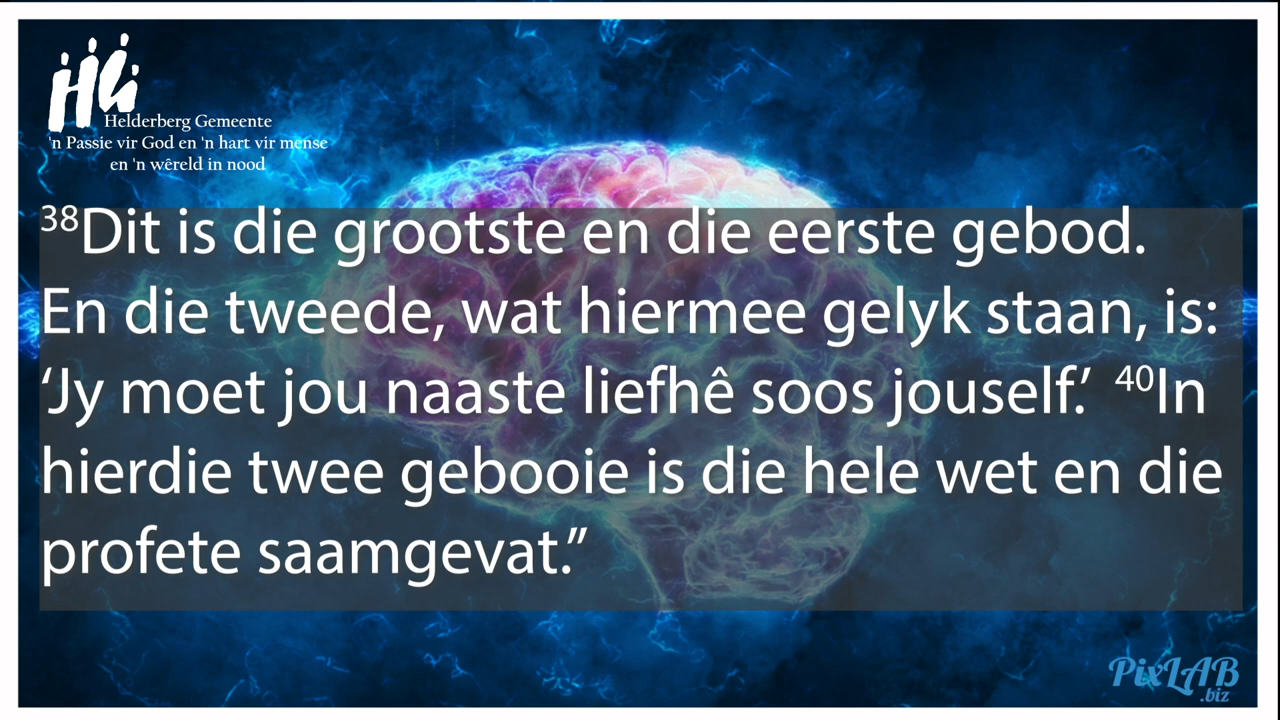 HG
Helderberg Gemeente
'n Passie vir God en 'n hart vir mense
en 'n wêreld in nood
³⁸Dit is die grootste en die eerste gebod.
En die tweede, wat hiermee gelyk staan, is:
‘Jy moet jou naaste liefhê soos jouself.’ ⁴⁰In
hierdie twee gebooie is die hele wet en die
profete saamgevat.”
PixLAB
.biz